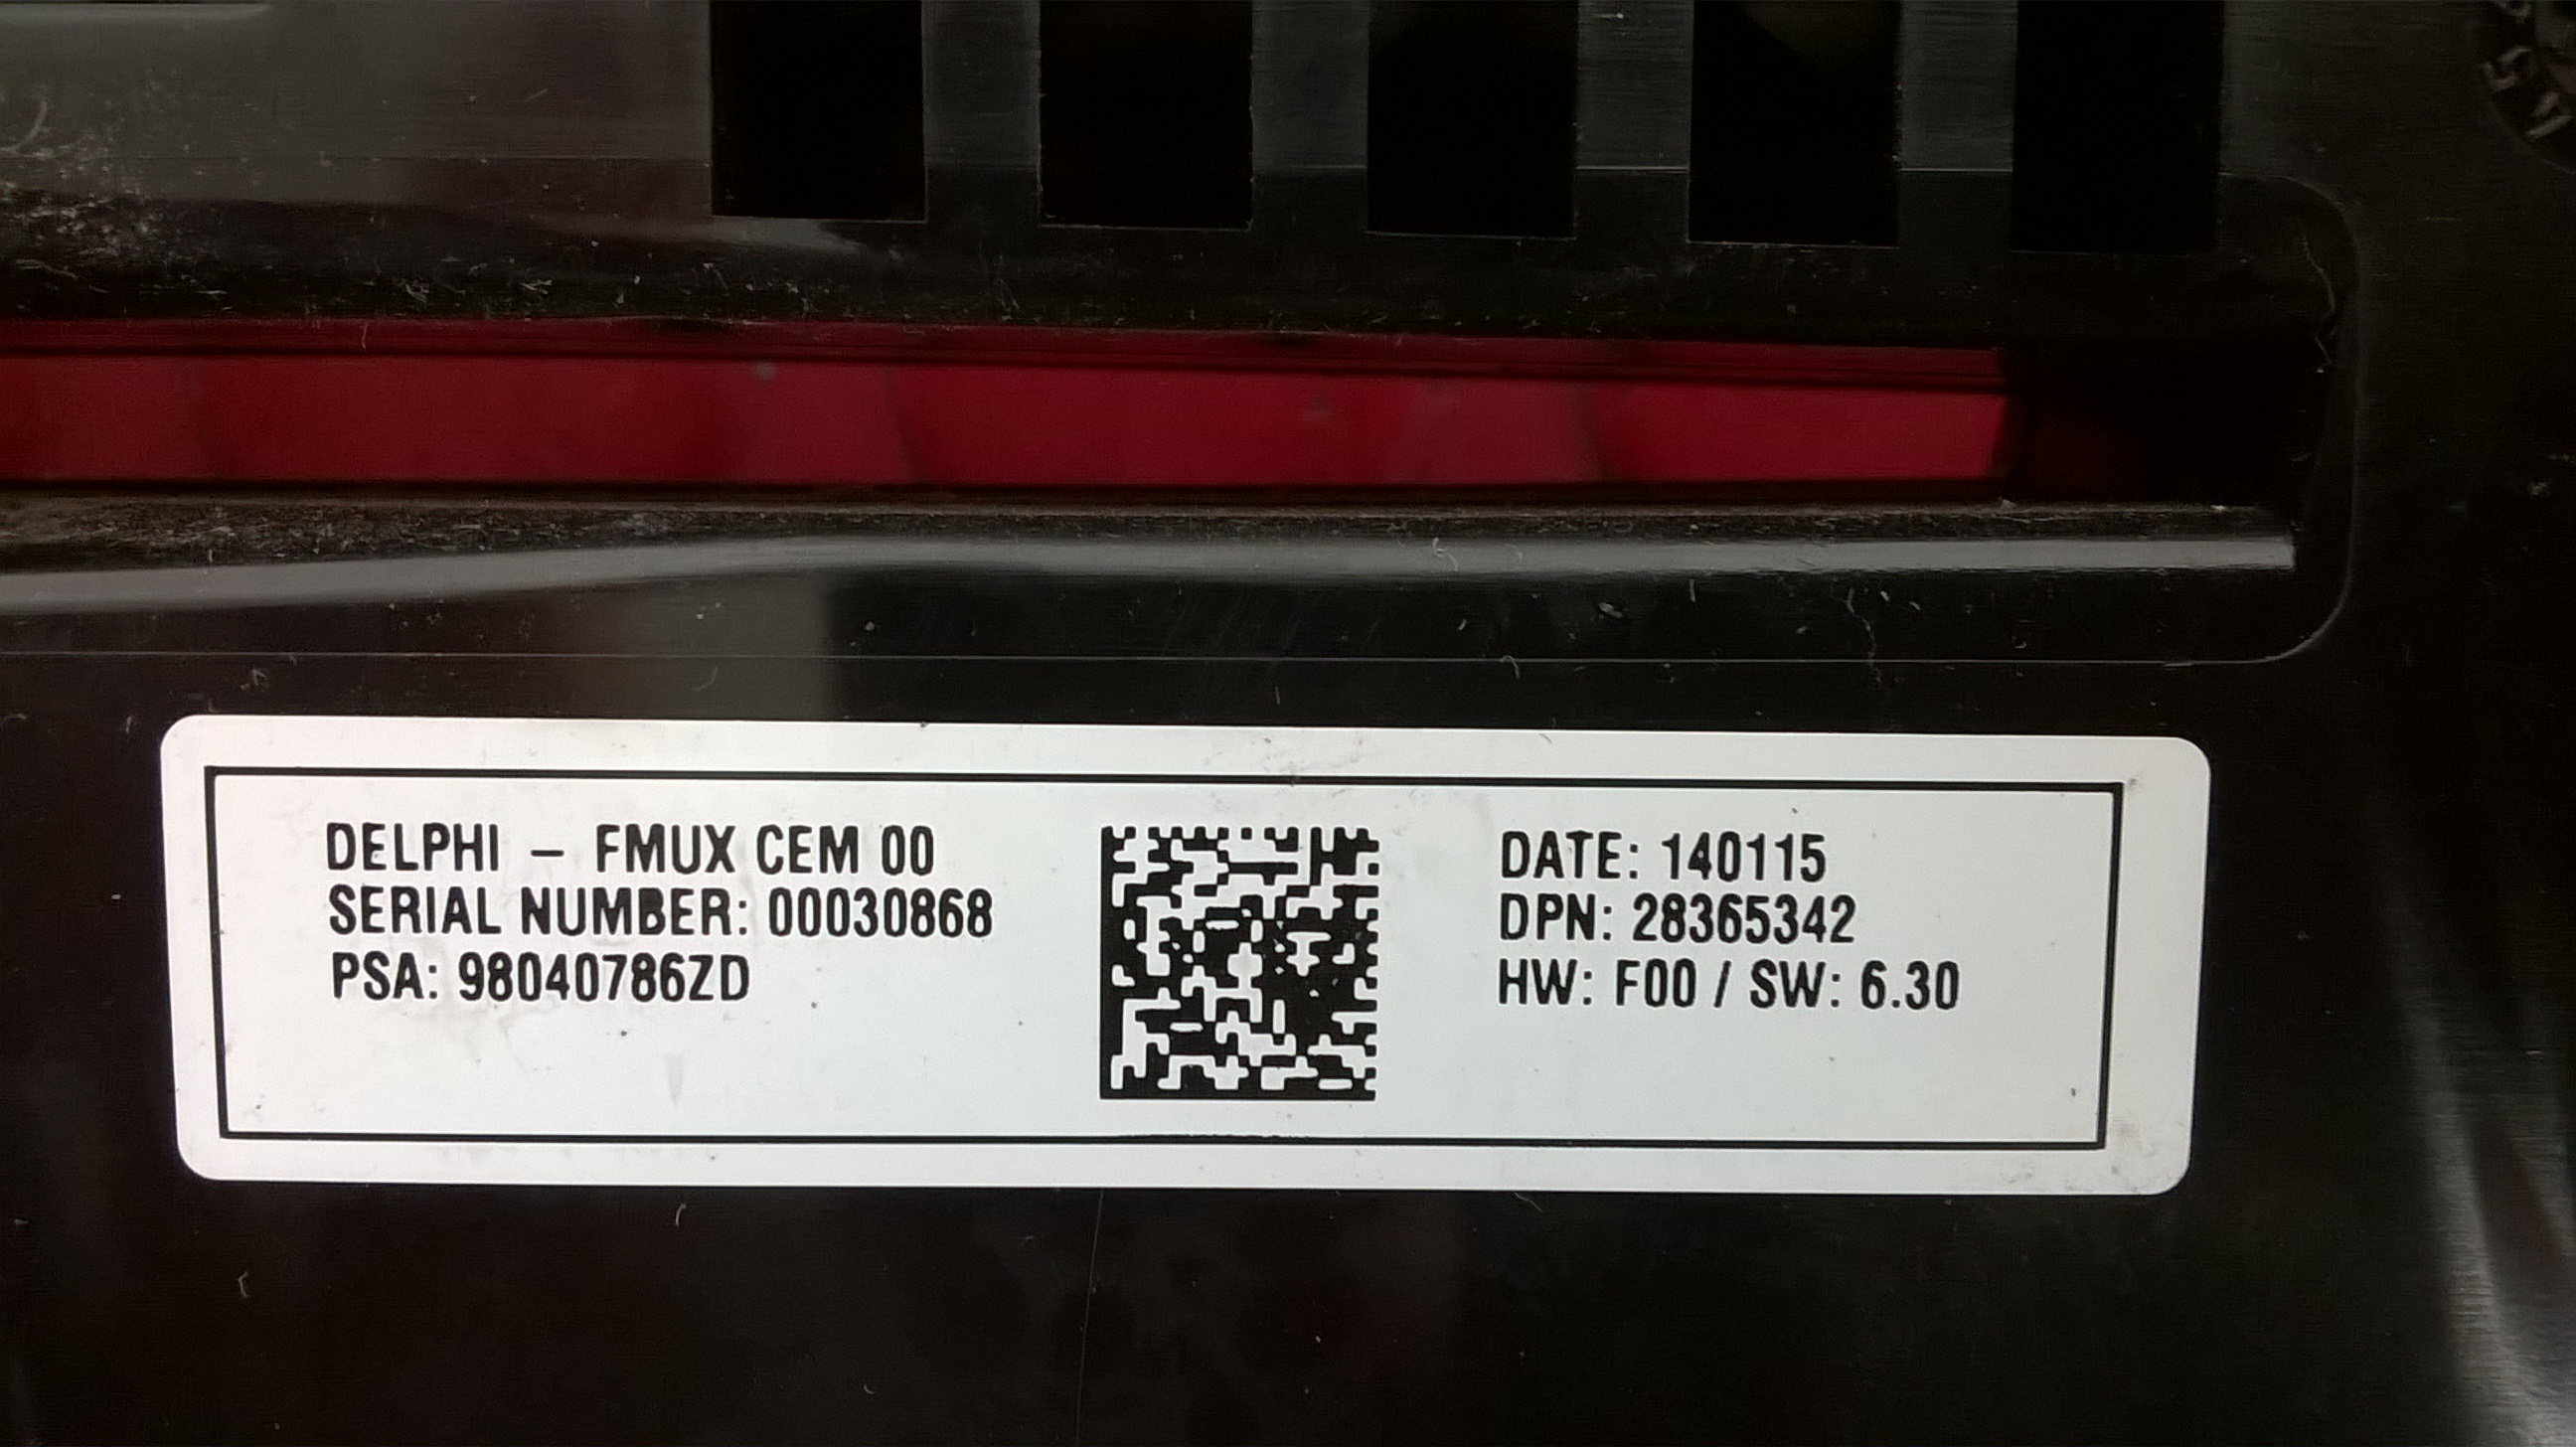 DELPHI – FMUX CEM 00
SERIAL NUMBER: 00030868
PSA: 98040786ZD
DATE: 140115
DPN: 28365342
HW: F00 / SW: 6.30